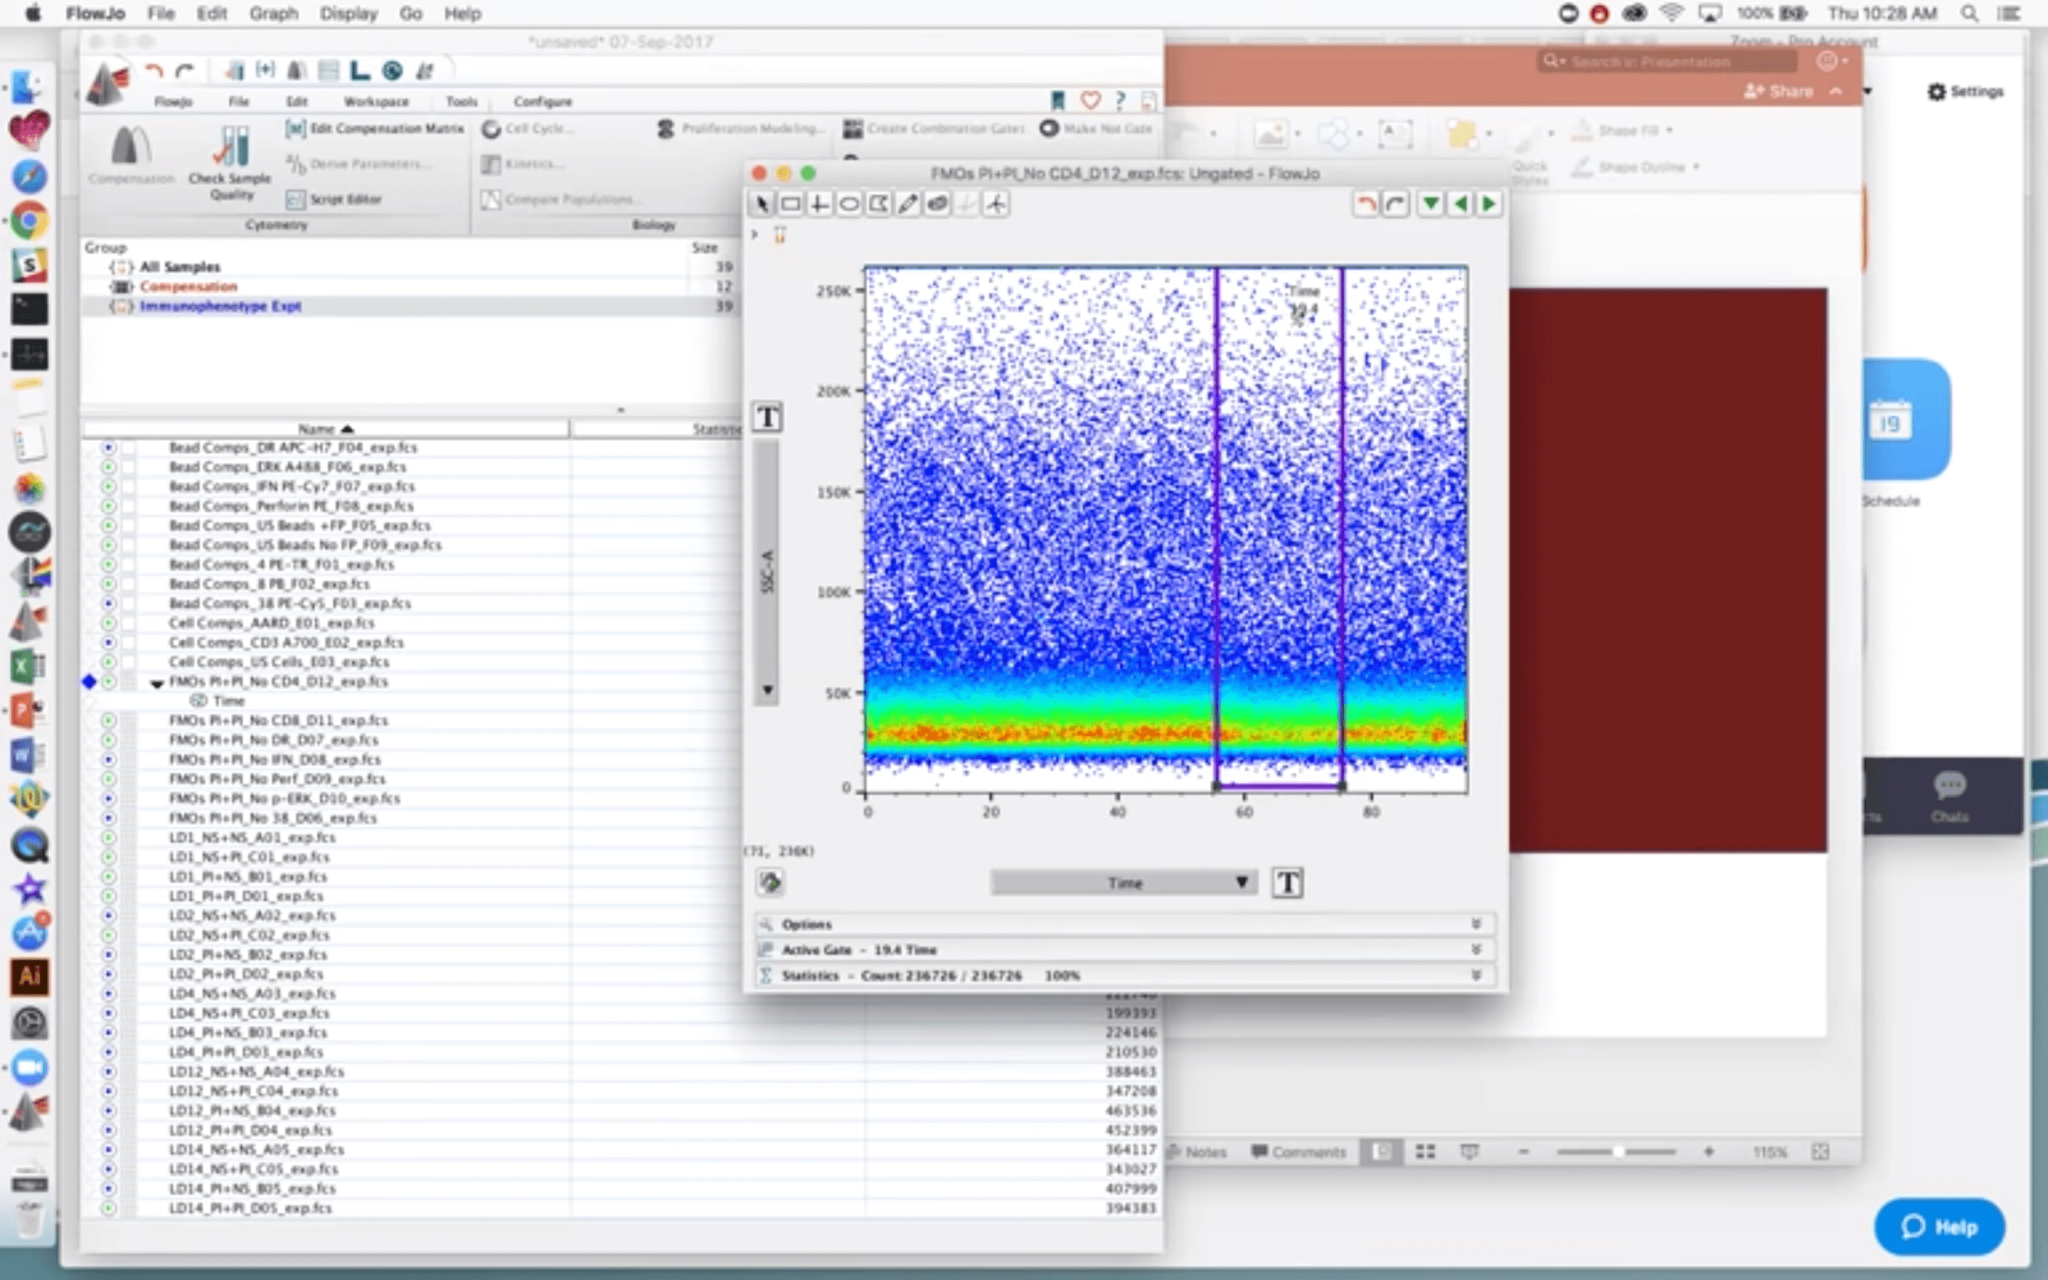 FlowJo File Edit Graph Display Go Help 100% Thu 10:28 AM
*unsaved* 07-Sep-2017
Zoom - Pro Account
Search in Presentation
Share
Settings
FlowJo File Edit Workspace Tools Configure
Edit Compensation Matrix Cell Cycle... Proliferation Modeling... Create Combination Gates Make Not Gate
Shape Fill
Compensation Check Sample Quality Derive Parameters... Kinetics...
Quick Styles Shape Outline
Script Editor Compare Populations...
Cytometry Biology
FMOs PI+PI_No CD4_D12_exp.fcs: Ungated - FlowJo
Group Size
All Samples 39
Compensation 12
Immunophenotype Expt 39
Name Statistic
Bead Comps_DR APC-H7_F04_exp.fcs
Bead Comps_ERK A488_F06_exp.fcs
Bead Comps_IFN PE-Cy7_F07_exp.fcs
Bead Comps_Perforin PE_F08_exp.fcs
Bead Comps_US Beads +FP_F05_exp.fcs
Bead Comps_US Beads No FP_F09_exp.fcs
Bead Comps_4 PE-TR_F01_exp.fcs
Bead Comps_8 PB_F02_exp.fcs
Bead Comps_38 PE-Cy5_F03_exp.fcs
Cell Comps_AARD_E01_exp.fcs
Cell Comps_CD3 A700_E02_exp.fcs
Cell Comps_US Cells_E03_exp.fcs
FMOs PI+PI_No CD4_D12_exp.fcs
Time
FMOs PI+PI_No CD8_D11_exp.fcs
FMOs PI+PI_No DR_D07_exp.fcs
FMOs PI+PI_No IFN_D08_exp.fcs
FMOs PI+PI_No Perf_D09_exp.fcs
FMOs PI+PI_No p-ERK_D10_exp.fcs
FMOs PI+PI_No 38_D06_exp.fcs
LD1_NS+NS_A01_exp.fcs
LD1_NS+PI_C01_exp.fcs
LD1_PI+NS_B01_exp.fcs
LD1_PI+PI_D01_exp.fcs
LD2_NS+NS_A02_exp.fcs
LD2_NS+PI_C02_exp.fcs
LD2_PI+NS_B02_exp.fcs
LD2_PI+PI_D02_exp.fcs
LD4_NS+NS_A03_exp.fcs
LD4_NS+PI_C03_exp.fcs 199393
LD4_PI+NS_B03_exp.fcs 224146
LD4_PI+PI_D03_exp.fcs 210530
LD12_NS+NS_A04_exp.fcs 388463
LD12_NS+PI_C04_exp.fcs 347208
LD12_PI+NS_B04_exp.fcs 463536
LD12_PI+PI_D04_exp.fcs 452399
LD14_NS+NS_A05_exp.fcs 364117
LD14_NS+PI_C05_exp.fcs 343027
LD14_PI+NS_B05_exp.fcs 407999
LD14_PI+PI_D05_exp.fcs 394383
T
SSC-A
250K
200K
150K
100K
50K
0
Time
19.4
0 20 40 60 80
(71, 236K)
Time T
Options
Active Gate - 19.4 Time
Statistics - Count: 236726 / 236726 100%
19
Schedule
Chats
Notes Comments 115%
Help
S
X
P
W
Ai